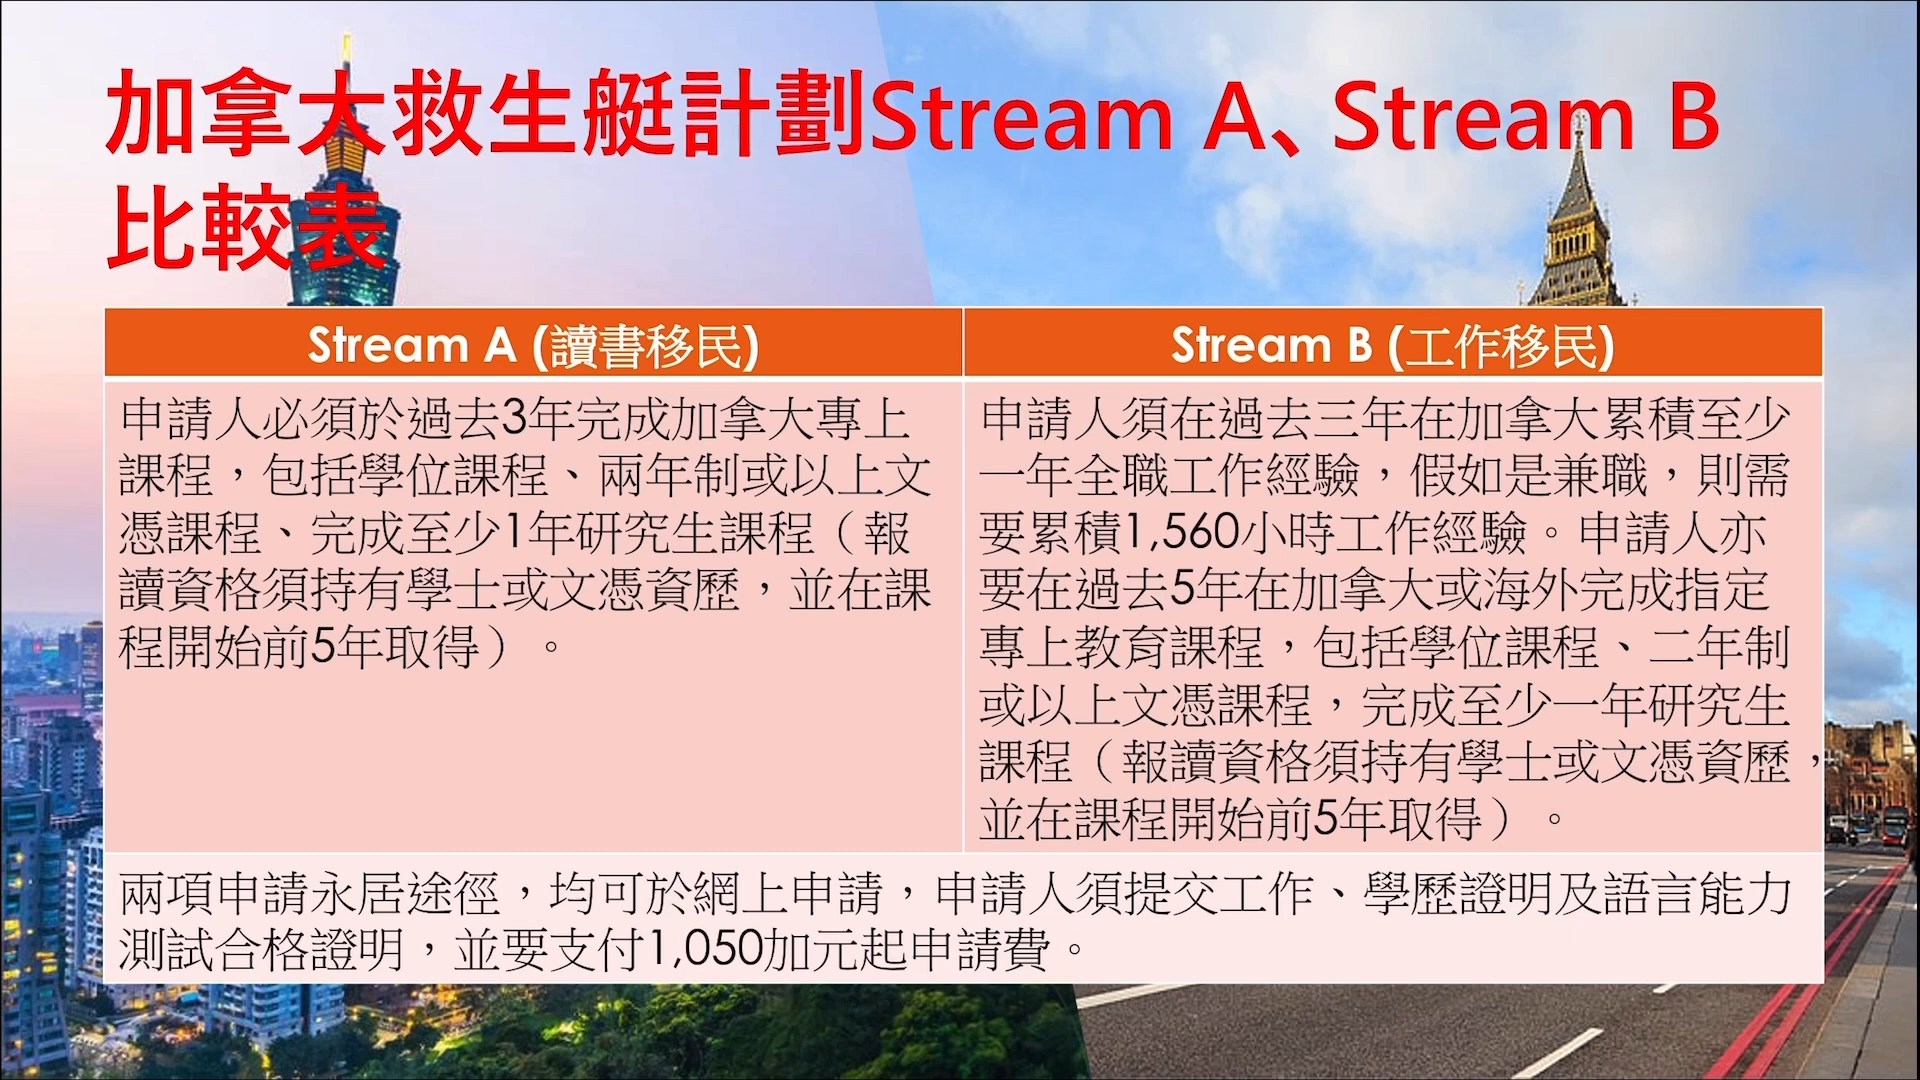 加拿大救生艇計劃Stream A、Stream B
比較表
Stream A (讀書移民)
申請人必須於過去3年完成加拿大專上
課程，包括學位課程、兩年制或以上文
憑課程、完成至少1年研究生課程（報
讀資格須持有學士或文憑資歷，並在課
程開始前5年取得）。
Stream B (工作移民)
申請人須在過去三年在加拿大累積至少
一年全職工作經驗，假如是兼職，則需
要累積1,560小時工作經驗。申請人亦
要在過去5年在加拿大或海外完成指定
專上教育課程，包括學位課程、二年制
或以上文憑課程，完成至少一年研究生
課程（報讀資格須持有學士或文憑資歷，
並在課程開始前5年取得）。
兩項申請永居途徑，均可於網上申請，申請人須提交工作、學歷證明及語言能力
測試合格證明，並要支付1,050加元起申請費。